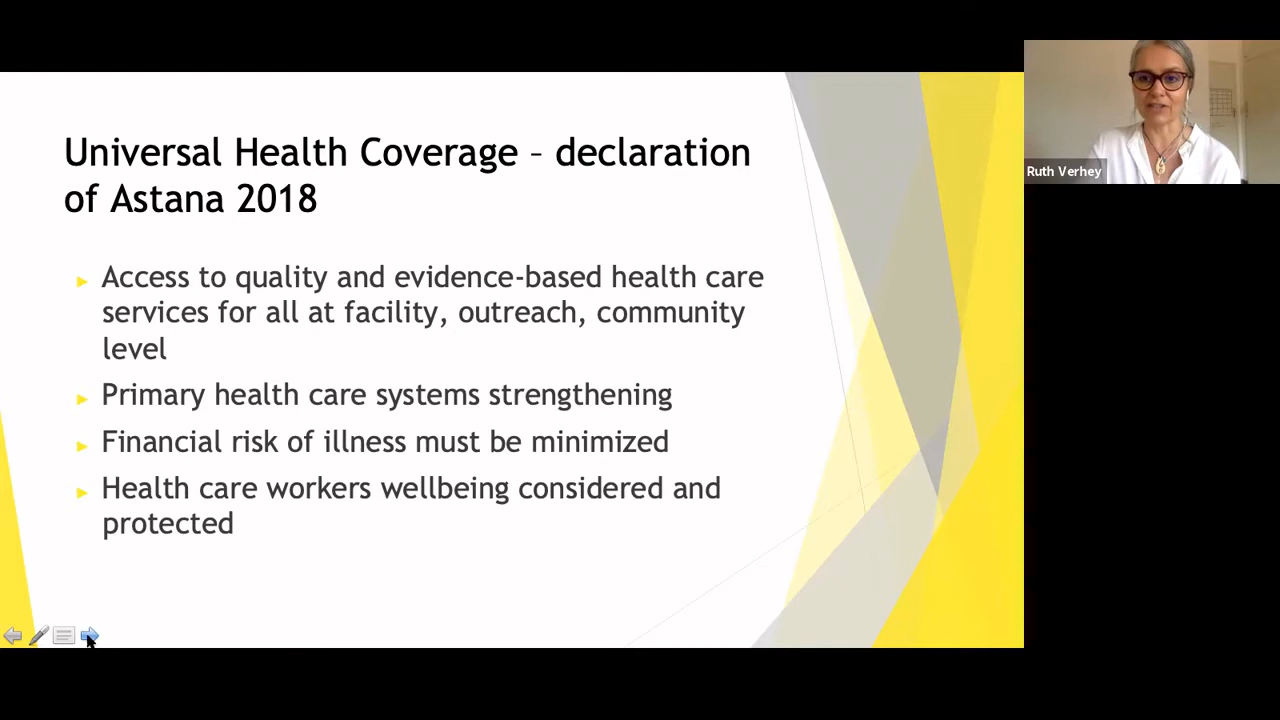 Universal Health Coverage – declaration
of Astana 2018
Access to quality and evidence-based health care
services for all at facility, outreach, community
level
Primary health care systems strengthening
Financial risk of illness must be minimized
Health care workers wellbeing considered and
protected
Ruth Verhey